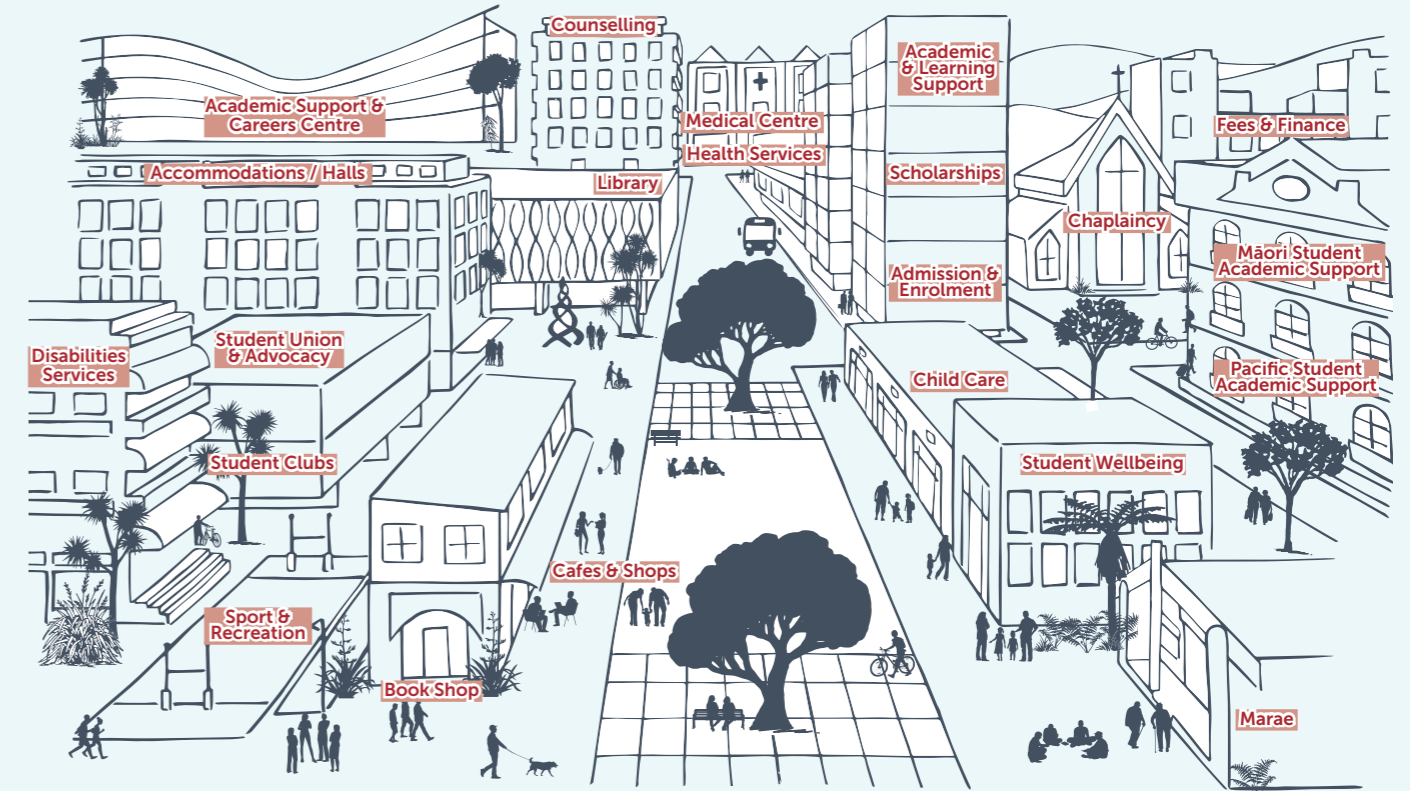 Counselling
Academic
& Learning
Support
Academic Support &
Careers Centre
Medical Centre
Fees & Finance
Health Services
Accommodations / Halls
Library
Scholarships
Chaplaincy
Māori Student
Academic Support
Admission &
Enrolment
Student Union
& Advocacy
Disabilities
Services
Child Care
Pacific Student
Academic Support
Student Clubs
Student Wellbeing
Cafes & Shops
Sport &
Recreation
Book Shop
Marae